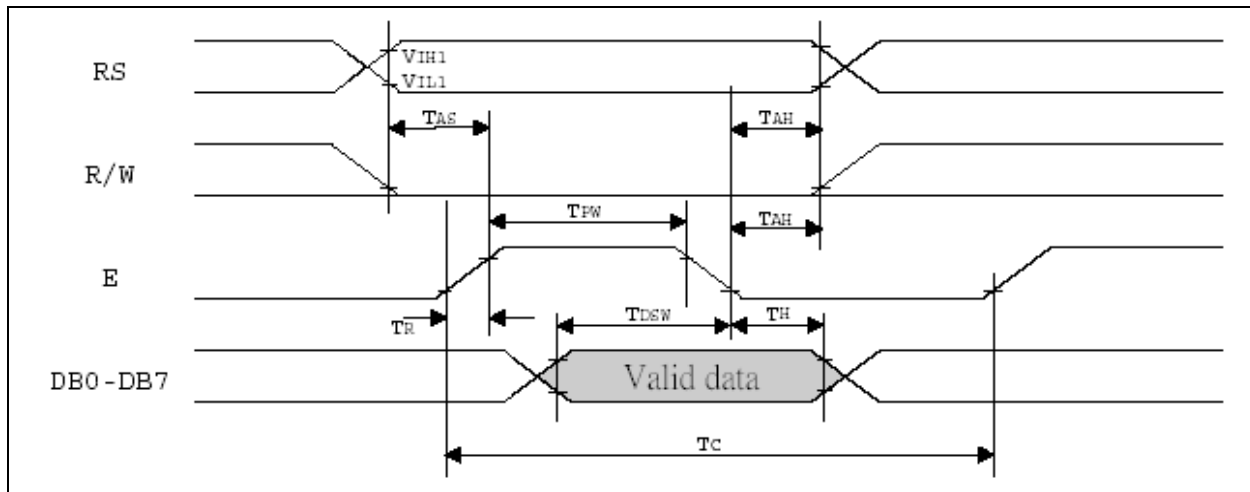 RS
VIH1
VIL1
TAS
TAH
R/W
TPW
TAH
E
TR
TDSW
TH
DB0-DB7
Valid data
TC